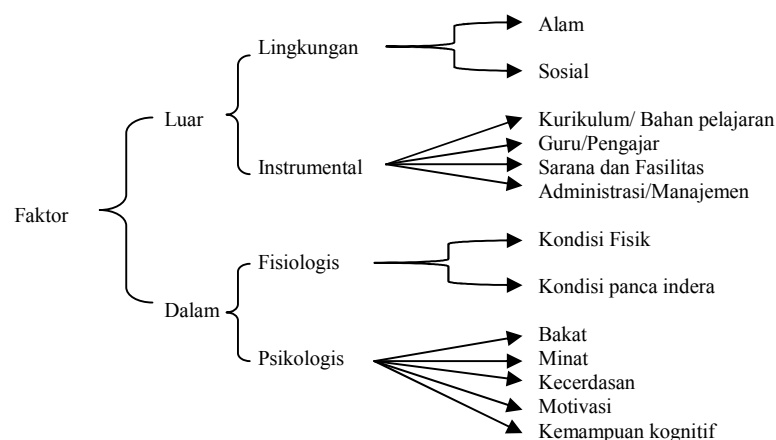 Alam
Lingkungan
Sosial
Luar
Kurikulum/ Bahan pelajaran
Guru/Pengajar
Instrumental
Sarana dan Fasilitas
Administrasi/Manajemen
Faktor
Kondisi Fisik
Fisiologis
Kondisi panca indera
Dalam
Bakat
Psikologis
Minat
Kecerdasan
Motivasi
Kemampuan kognitif